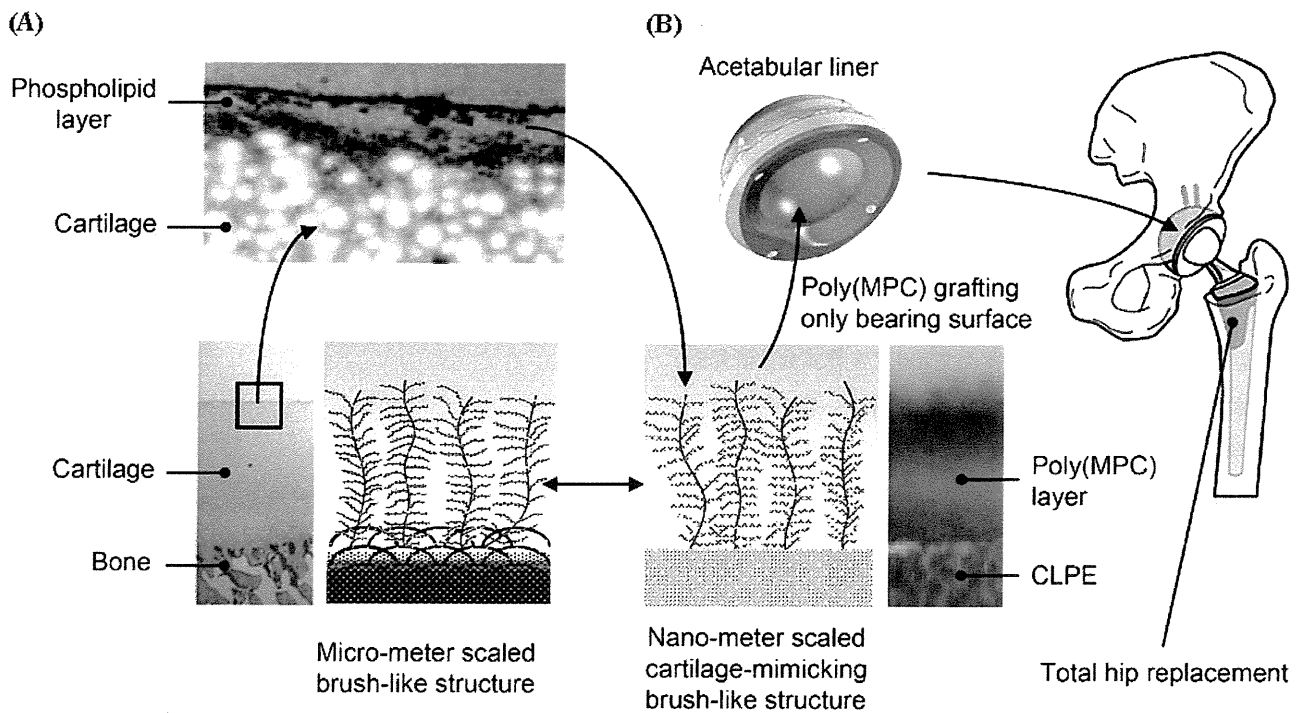 (A)
Phospholipid
layer
Cartilage
Cartilage
Bone
Micro-meter scaled
brush-like structure
(B)
Acetabular liner
Poly(MPC) grafting
only bearing surface
Poly(MPC)
layer
CLPE
Nano-meter scaled
cartilage-mimicking
brush-like structure
Total hip replacement